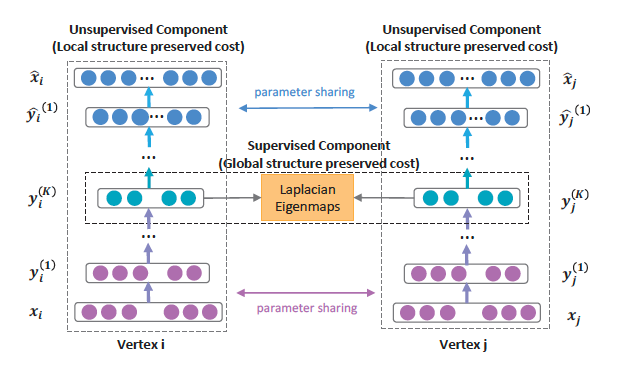 Unsupervised Component
(Local structure preserved cost)
Unsupervised Component
(Local structure preserved cost)
x̂ᵢ
...
x̂ⱼ
...
parameter sharing
ŷᵢ⁽¹⁾
...
ŷⱼ⁽¹⁾
...
...
...
Supervised Component
(Global structure preserved cost)
yᵢ⁽ᴷ⁾
Laplacian
Eigenmaps
yⱼ⁽ᴷ⁾
...
...
yᵢ⁽¹⁾
yⱼ⁽¹⁾
parameter sharing
xᵢ
xⱼ
Vertex i
Vertex j